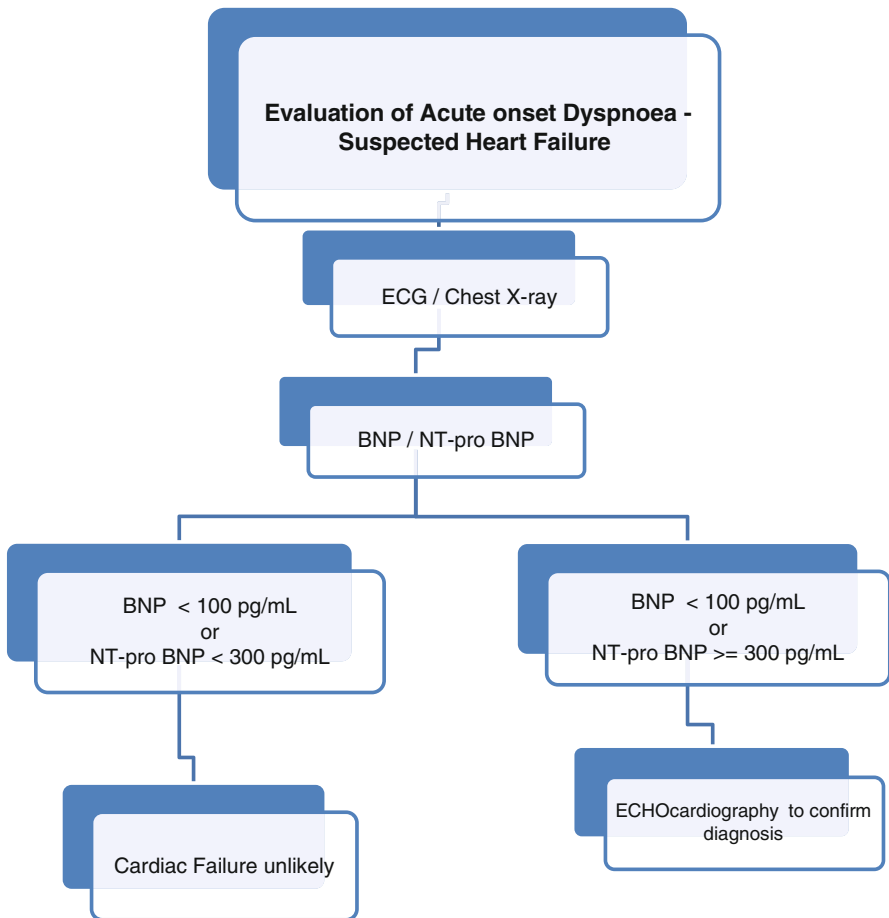 Evaluation of Acute onset Dyspnoea -
Suspected Heart Failure
ECG / Chest X-ray
BNP / NT-pro BNP
BNP < 100 pg/mL
or
NT-pro BNP < 300 pg/mL
BNP < 100 pg/mL
or
NT-pro BNP >= 300 pg/mL
Cardiac Failure unlikely
ECHOcardiography to confirm
diagnosis